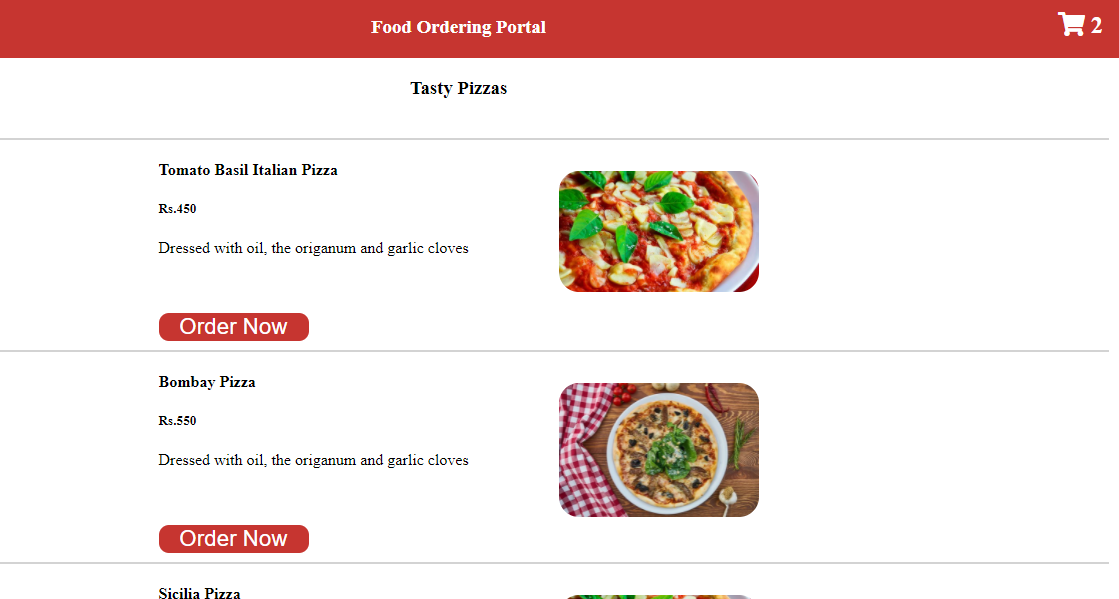 Food Ordering Portal
2
Tasty Pizzas
Tomato Basil Italian Pizza
Rs.450
Dressed with oil, the origanum and garlic cloves
Order Now
Bombay Pizza
Rs.550
Dressed with oil, the origanum and garlic cloves
Order Now
Sicilia Pizza